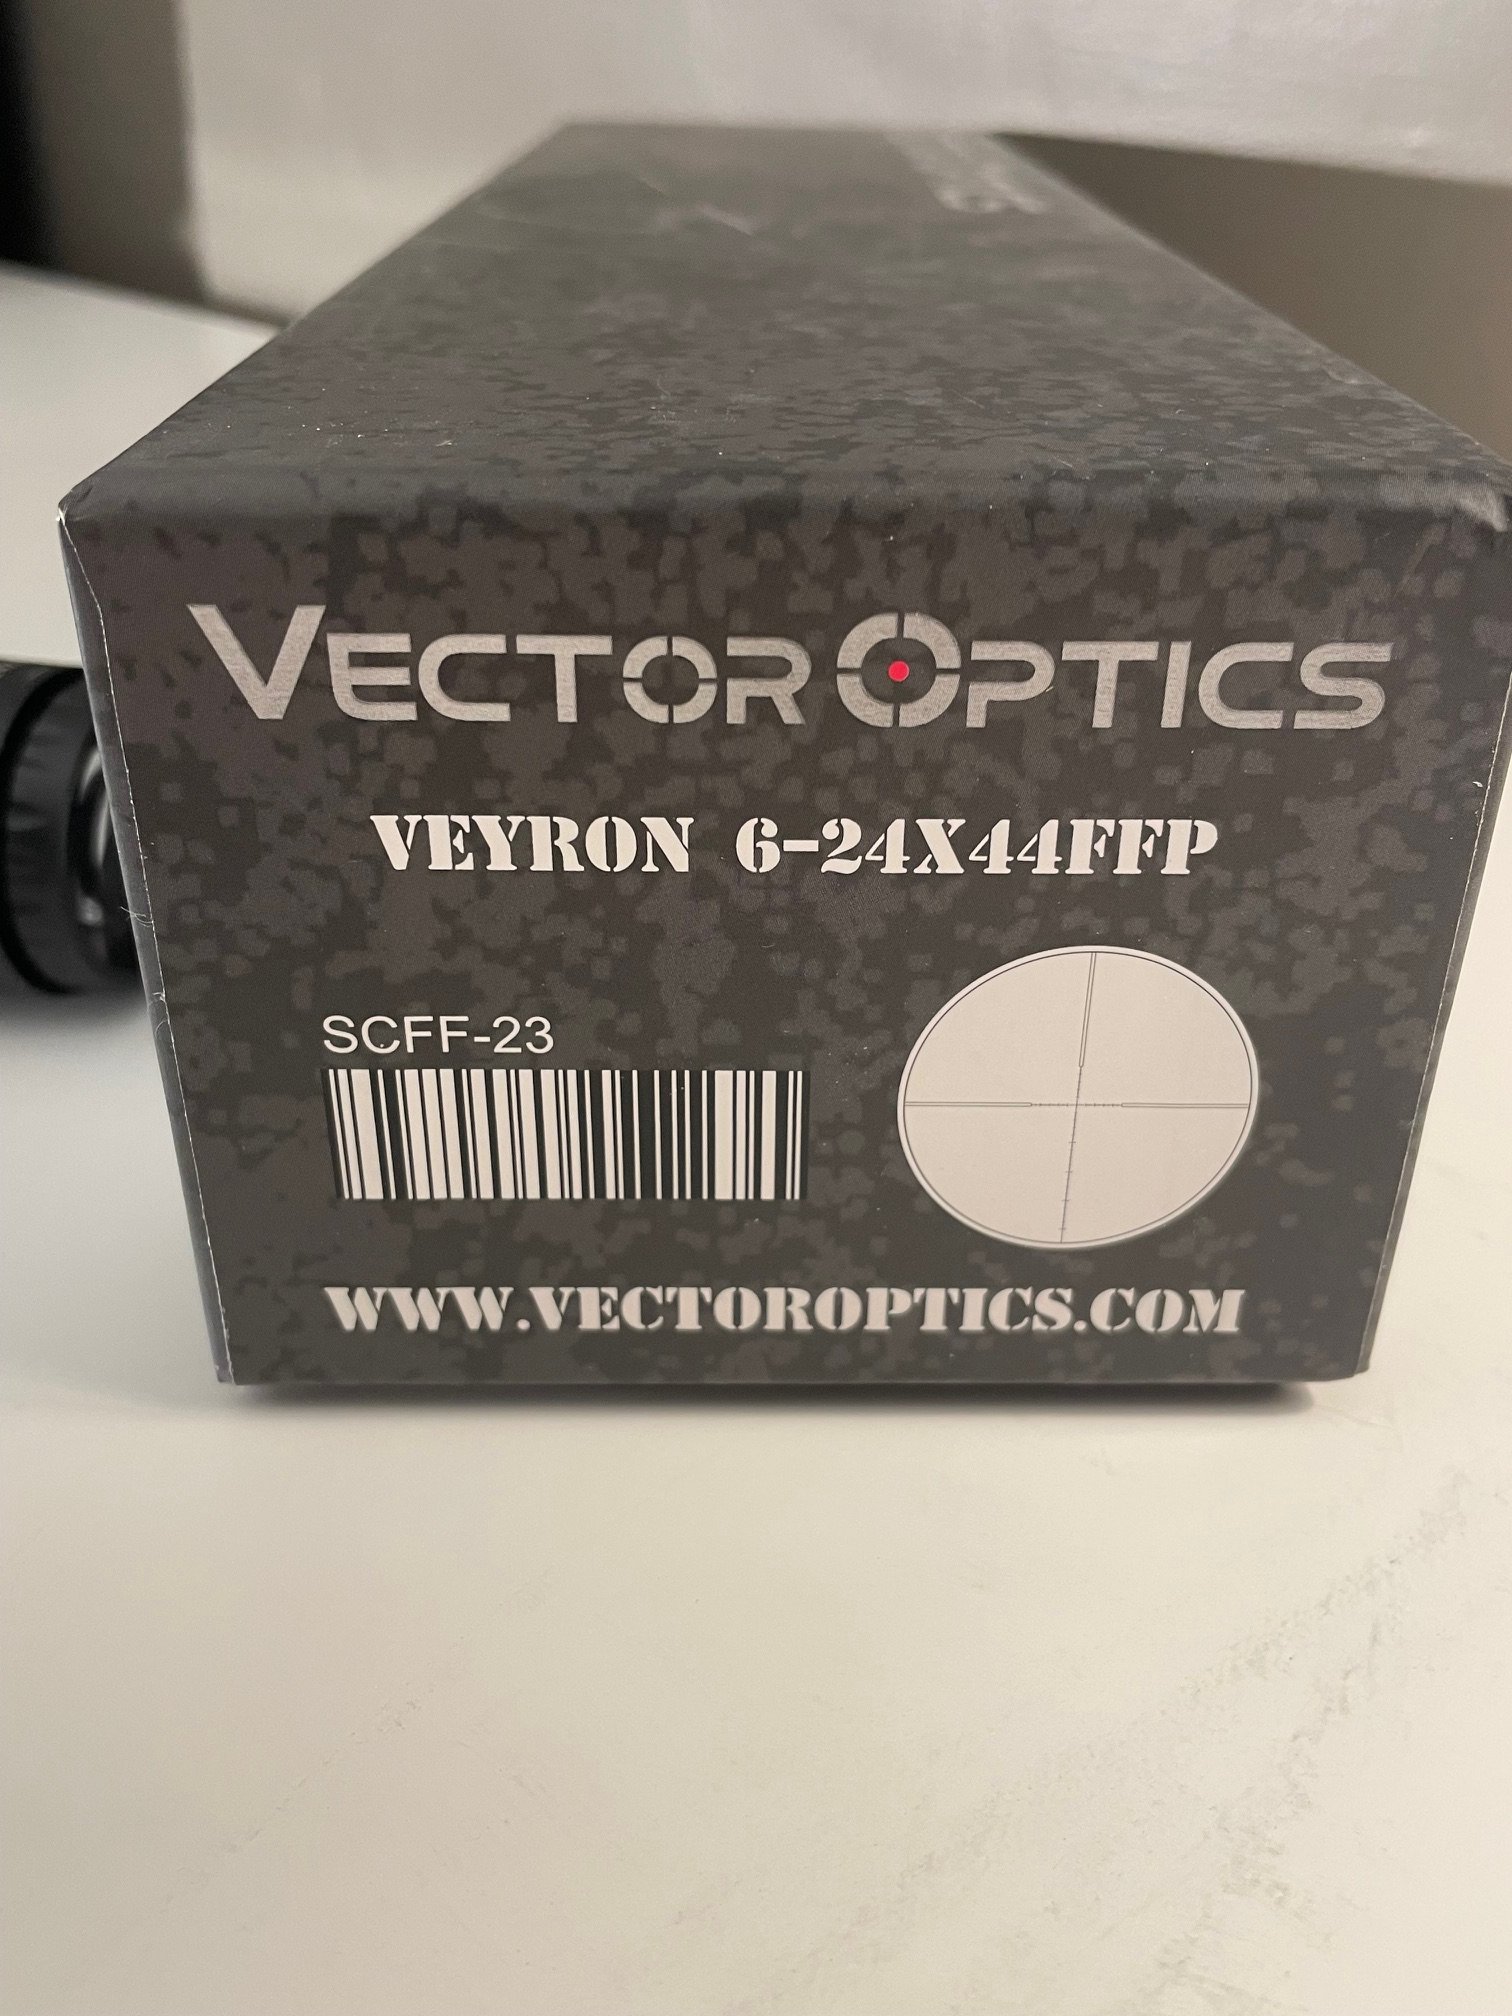 VECTOR OPTICS
VEYRON 6-24X44FFP
SCFF-23
WWW.VECTOROPTICS.COM